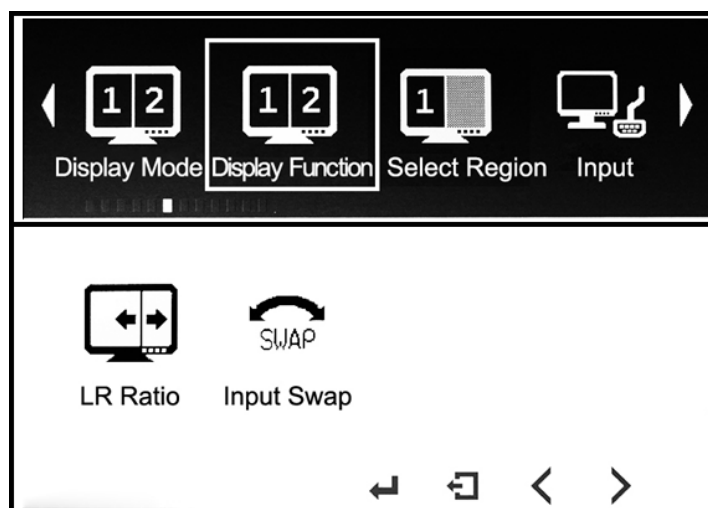 1 2
1 2
1
Display Mode
Display Function
Select Region
Input
SWAP
LR Ratio
Input Swap